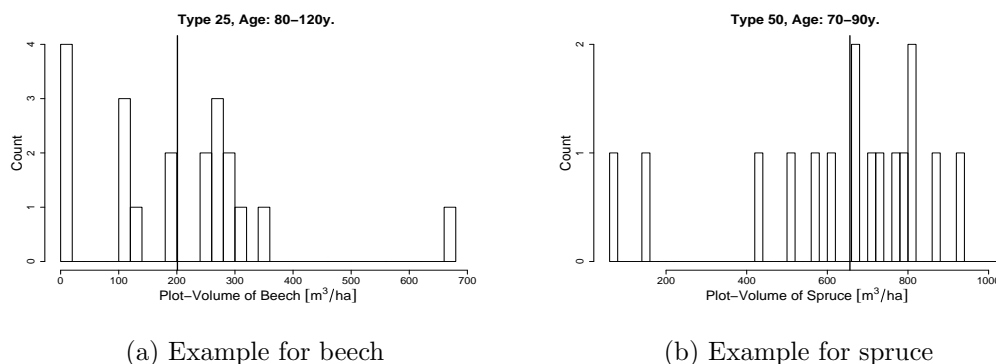 Type 25, Age: 80−120y.
Count
0
1
2
3
4
0 100 200 300 400 500 600 700
Plot−Volume of Beech [m³/ha]
(a) Example for beech
Type 50, Age: 70−90y.
Count
0
1
2
200 400 600 800 1000
Plot−Volume of Spruce [m³/ha]
(b) Example for spruce